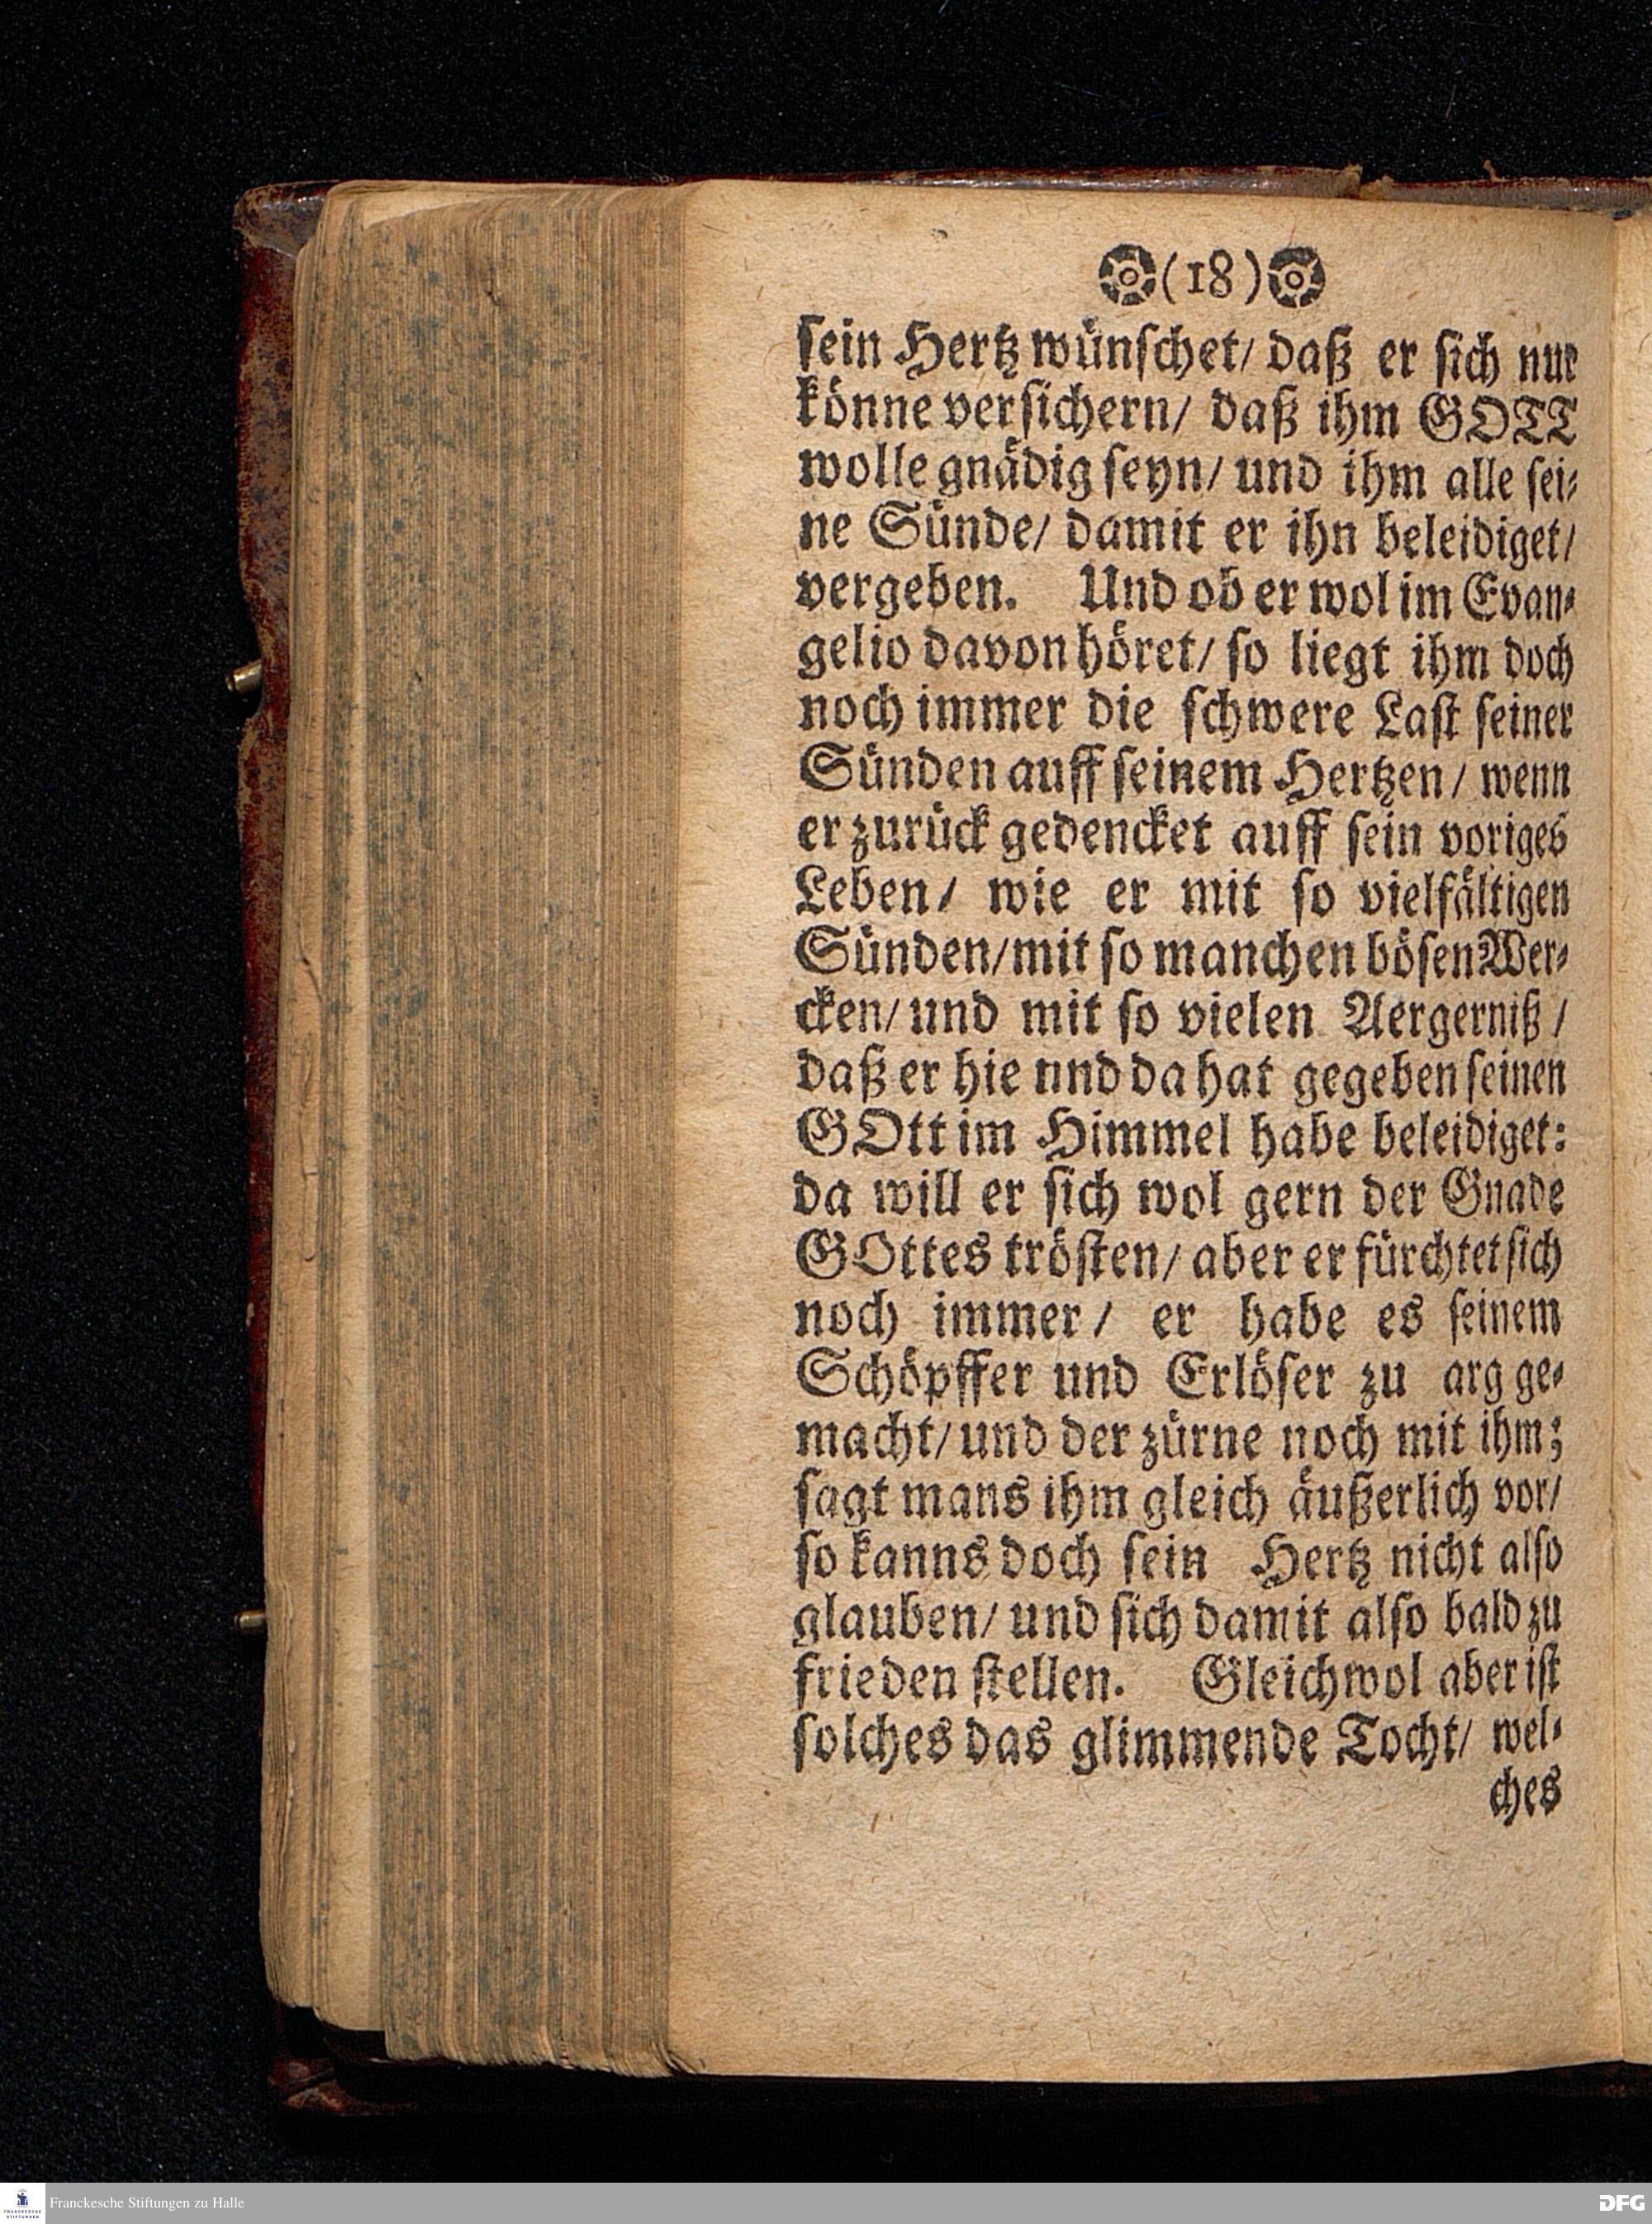 (18)
sein Hertz wünschet/ daß er sich nur
könne versichern/ daß ihm GOTT
wolle gnädig seyn/ und ihm alle sei-
ne Sünde/ damit er ihn beleidiget/
vergeben. Und ob er wol im Evan-
gelio davon höret/ so liegt ihm doch
noch immer die schwere Last seiner
Sünden auff seinem Hertzen/ wenn
er zurück gedencket auff sein voriges
Leben/ wie er mit so vielfältigen
Sünden/mit so manchen bösen Wer-
cken/ und mit so vielen Aergerniß/
daß er hie nnd da hat gegeben seinen
GOtt im Himmel habe beleidiget:
da will er sich wol gern der Gnade
GOttes trösten/ aber er fürchtet sich
noch immer/ er habe es seinem
Schöpffer und Erlöser zu arg ge-
macht/ und der zürne noch mit ihm;
sagt mans ihm gleich äußerlich vor/
so kanns doch sein Hertz nicht also
glauben/ und sich damit also bald zu
frieden stellen. Gleichwol aber ist
solches das glimmende Tocht/ wel-
ches
Franckesche Stiftungen zu Halle
FRANCKESCHE
STIFTUNGEN
DFG